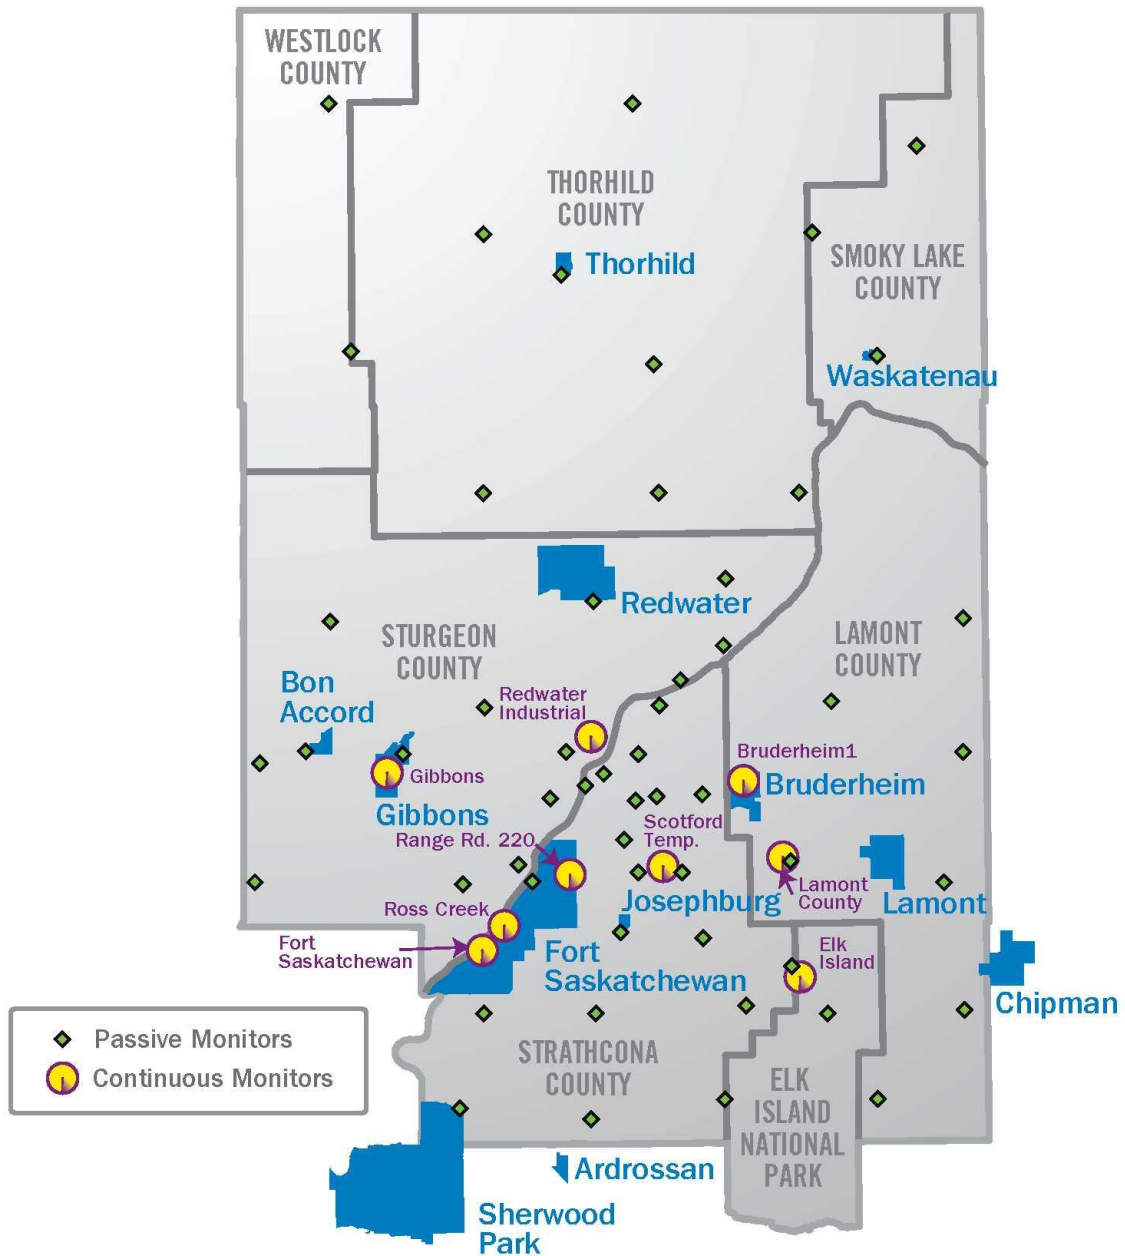 WESTLOCK
COUNTY
THORHILD
COUNTY
Thorhild
SMOKY LAKE
COUNTY
Waskatenau
Redwater
STURGEON
COUNTY
LAMONT
COUNTY
Bon
Accord
Redwater
Industrial
Bruderheim1
Bruderheim
Gibbons
Gibbons
Range Rd. 220
Scotford
Temp.
Josephburg
Lamont
County
Lamont
Ross Creek
Fort
Saskatchewan
Fort
Saskatchewan
Elk
Island
Chipman
Passive Monitors
Continuous Monitors
STRATHCONA
COUNTY
ELK
ISLAND
NATIONAL
PARK
Ardrossan
Sherwood
Park